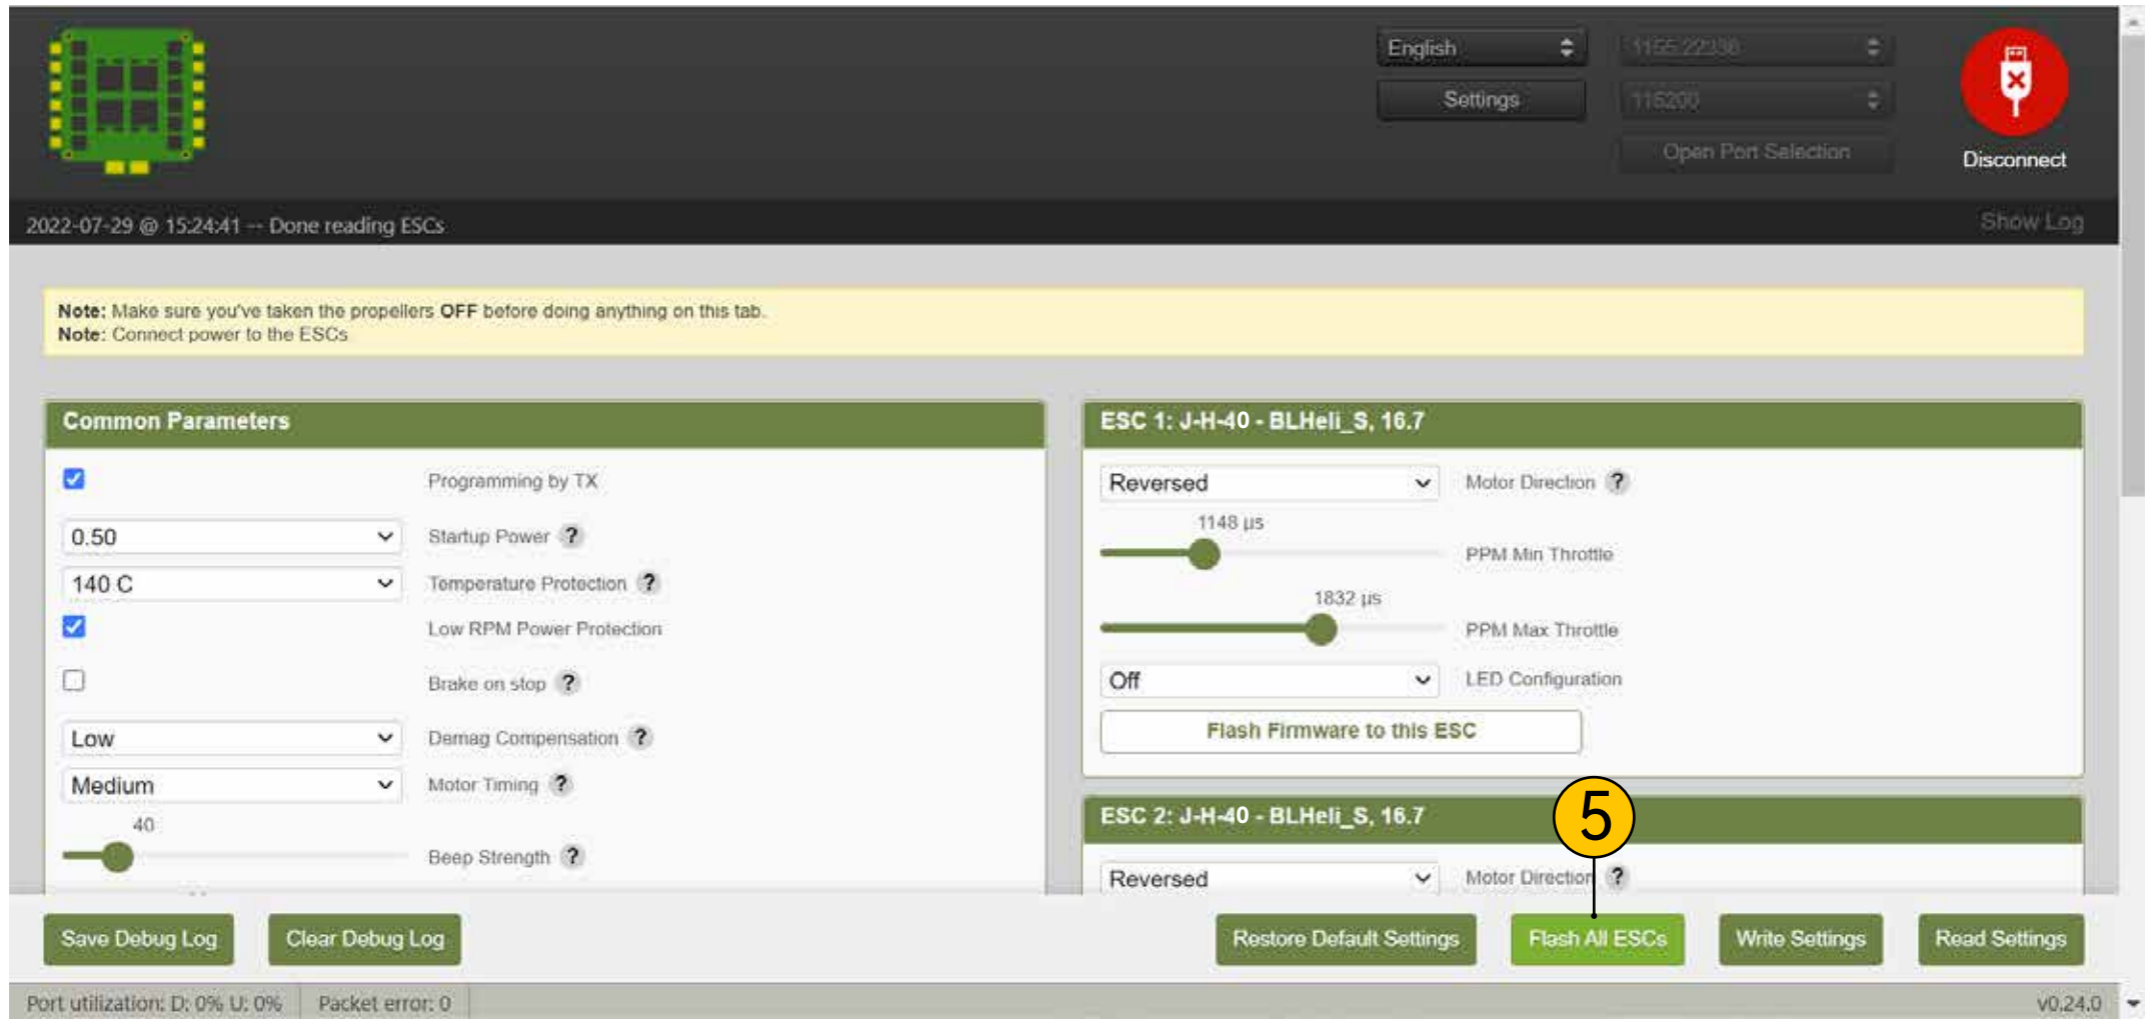 English
1155:22336
Settings
115200
Open Port Selection
Disconnect
2022-07-29 @ 15:24:41 -- Done reading ESCs
Show Log
Note: Make sure you've taken the propellers OFF before doing anything on this tab.
Note: Connect power to the ESCs
Common Parameters
Programming by TX
0.50
Startup Power ?
140 C
Temperature Protection ?
Low RPM Power Protection
Brake on stop ?
Low
Demag Compensation ?
Medium
Motor Timing ?
40
Beep Strength ?
ESC 1: J-H-40 - BLHeli_S, 16.7
Reversed
Motor Direction ?
1148 µs
PPM Min Throttle
1832 µs
PPM Max Throttle
Off
LED Configuration
Flash Firmware to this ESC
ESC 2: J-H-40 - BLHeli_S, 16.7
5
Reversed
Motor Direction ?
Save Debug Log
Clear Debug Log
Restore Default Settings
Flash All ESCs
Write Settings
Read Settings
Port utilization: D: 0% U: 0%
Packet error: 0
v0.24.0